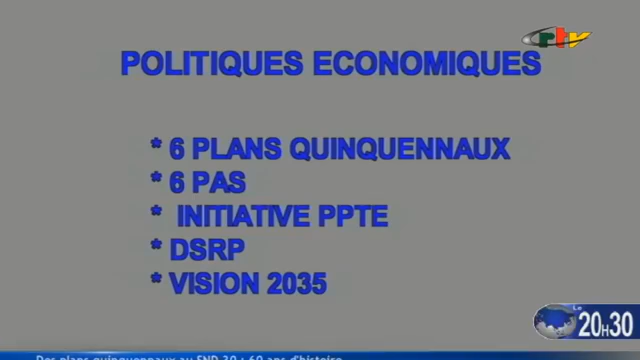 crtv
POLITIQUES ECONOMIQUES
* 6 PLANS QUINQUENNAUX
* 6 PAS
* INITIATIVE PPTE
* DSRP
* VISION 2035
Le
20H30
Des plans quinquennaux au SND 30 : 60 ans d'histoire